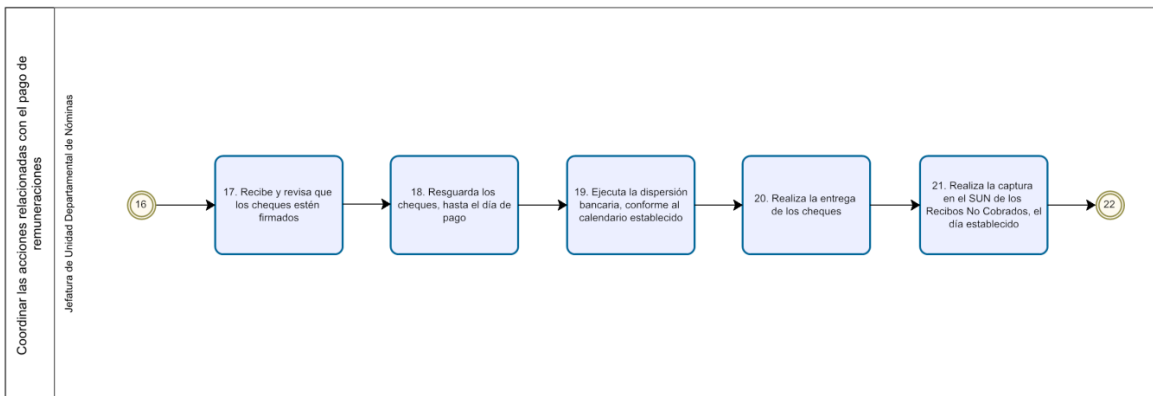 Coordinar las acciones relacionadas con el pago de
remuneraciones
Jefatura de Unidad Departamental de Nóminas
16
17. Recibe y revisa que
los cheques estén
firmados
18. Resguarda los
cheques, hasta el día de
pago
19. Ejecuta la dispersión
bancaria, conforme al
calendario establecido
20. Realiza la entrega
de los cheques
21. Realiza la captura
en el SUN de los
Recibos No Cobrados, el
día establecido
22